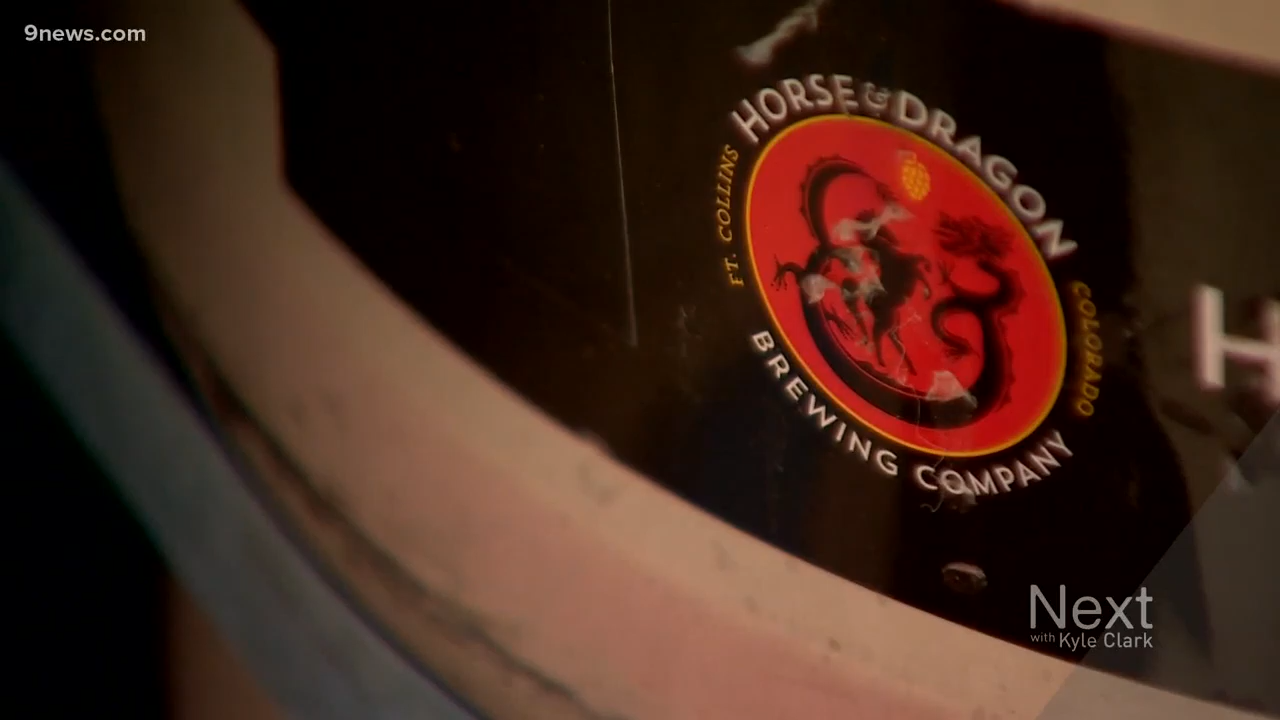 9news.com
HORSE & DRAGON
FT. COLLINS
COLORADO
BREWING COMPANY
H
Next
with Kyle Clark